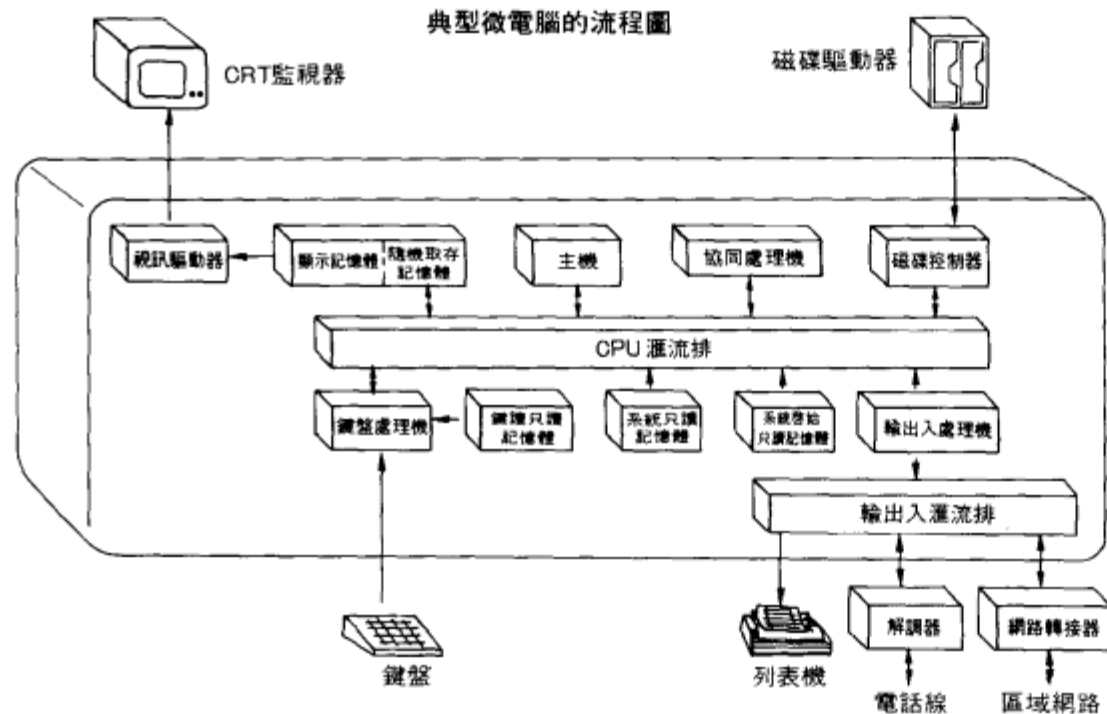 典型微電腦的流程圖
CRT監視器
磁碟驅動器
視訊驅動器
顯示記憶體
隨機取存
記憶體
主機
協同處理機
磁碟控制器
CPU 滙流排
鍵盤處理機
鍵讀只讀
記憶體
系統只讀
記憶體
系統啓始
只讀記憶體
輸出入處理機
輸出入滙流排
鍵盤
列表機
解調器
網路轉接器
電話線
區域網路